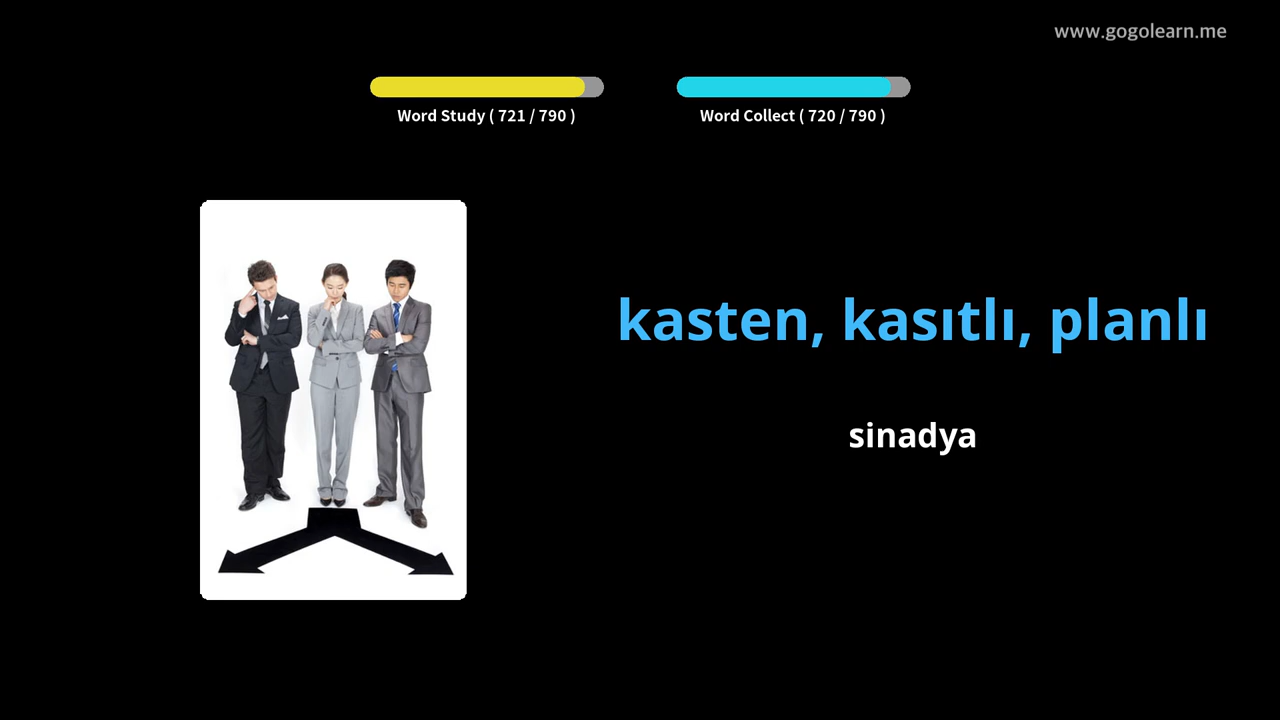 www.gogolearn.me
Word Study ( 721 / 790 )
Word Collect ( 720 / 790 )
kasten, kasıtlı, planlı
sinadya